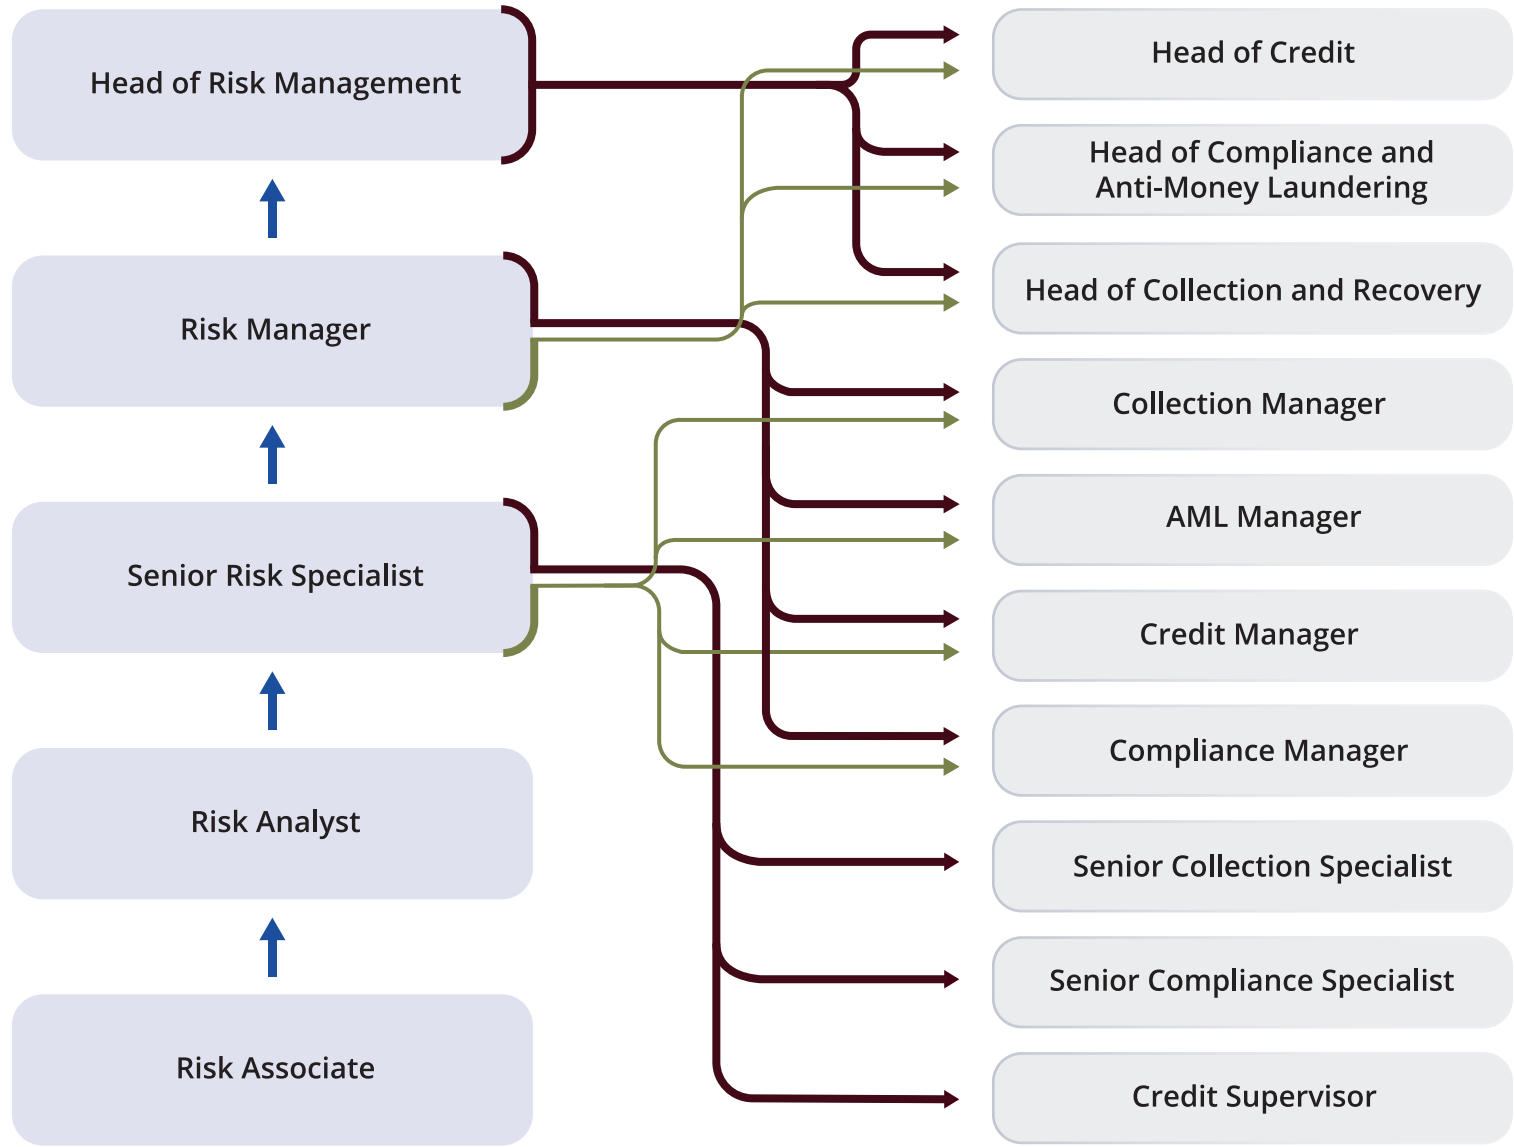 Head of Risk Management
Risk Manager
Senior Risk Specialist
Risk Analyst
Risk Associate
Head of Credit
Head of Compliance and
Anti-Money Laundering
Head of Collection and Recovery
Collection Manager
AML Manager
Credit Manager
Compliance Manager
Senior Collection Specialist
Senior Compliance Specialist
Credit Supervisor